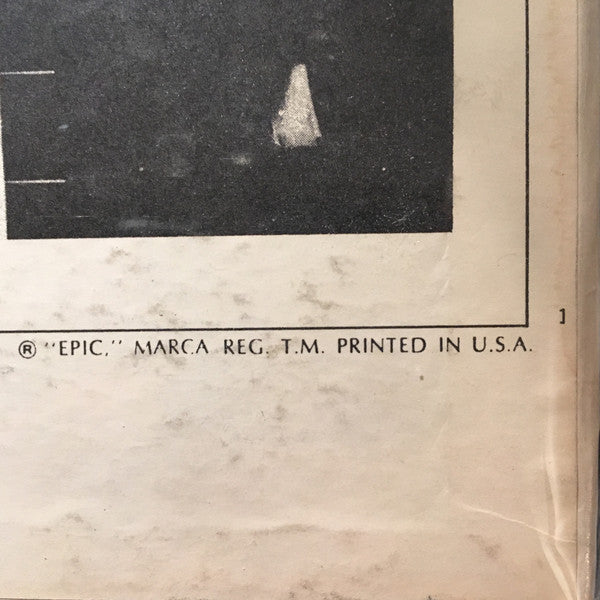 ]
® "EPIC," MARCA REG. T.M. PRINTED IN U.S.A.